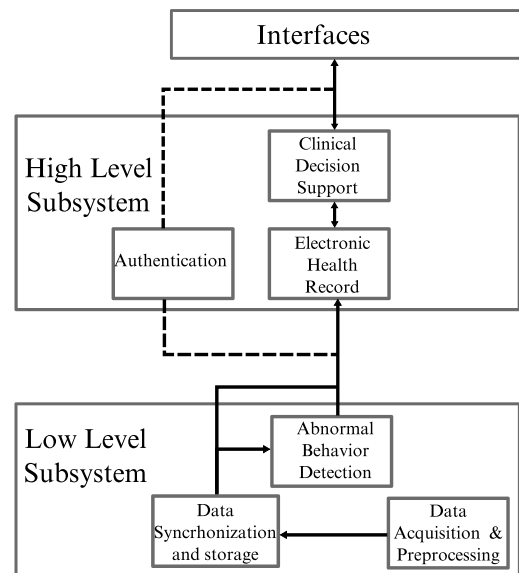 Interfaces
High Level
Subsystem
Clinical
Decision
Support
Authentication
Electronic
Health
Record
Low Level
Subsystem
Abnormal
Behavior
Detection
Data
Syncrhonization
and storage
Data
Acquisition &
Preprocessing